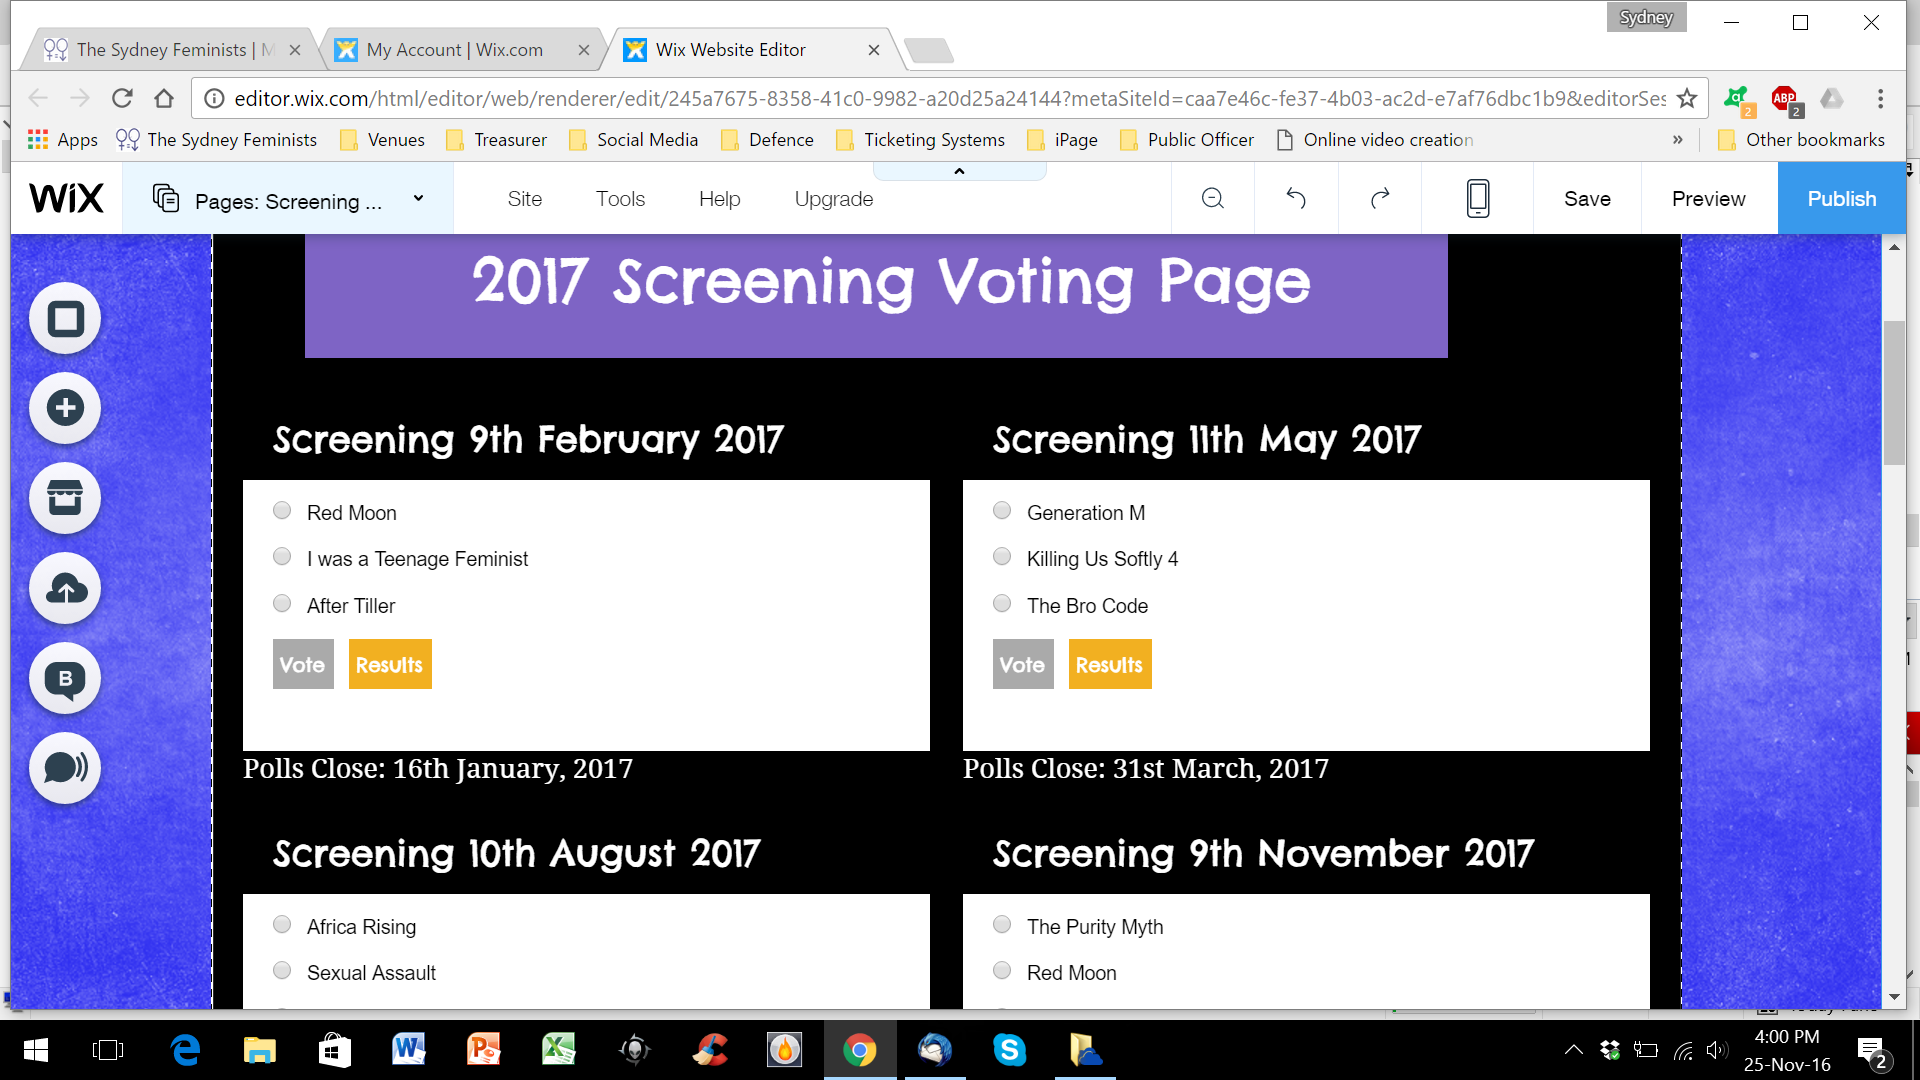 Sydney
The Sydney Feminists | M
My Account | Wix.com
Wix Website Editor
editor.wix.com/html/editor/web/renderer/edit/245a7675-8358-41c0-9982-a20d25a24144?metaSiteId=caa7e46c-fe37-4b03-ac2d-e7af76dbc1b9&editorSes
2
ABP
2
Apps
The Sydney Feminists
Venues
Treasurer
Social Media
Defence
Ticketing Systems
iPage
Public Officer
Online video creation
»
Other bookmarks
WiX
Pages: Screening ...
Site
Tools
Help
Upgrade
Save
Preview
Publish
2017 Screening Voting Page
Screening 9th February 2017
Red Moon
I was a Teenage Feminist
After Tiller
Vote
Results
Polls Close: 16th January, 2017
Screening 11th May 2017
Generation M
Killing Us Softly 4
The Bro Code
Vote
Results
Polls Close: 31st March, 2017
Screening 10th August 2017
Africa Rising
Sexual Assault
Screening 9th November 2017
The Purity Myth
Red Moon
B
4:00 PM
25-Nov-16
2